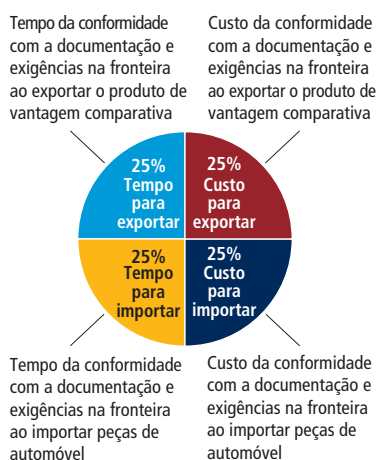 Tempo da conformidade
com a documentação e
exigências na fronteira
ao exportar o produto de
vantagem comparativa
Custo da conformidade
com a documentação e
exigências na fronteira
ao exportar o produto de
vantagem comparativa
25%
Tempo
para
exportar
25%
Custo
para
exportar
25%
Tempo
para
importar
25%
Custo
para
importar
Tempo da conformidade
com a documentação e
exigências na fronteira
ao importar peças de
automóvel
Custo da conformidade
com a documentação e
exigências na fronteira
ao importar peças de
automóvel